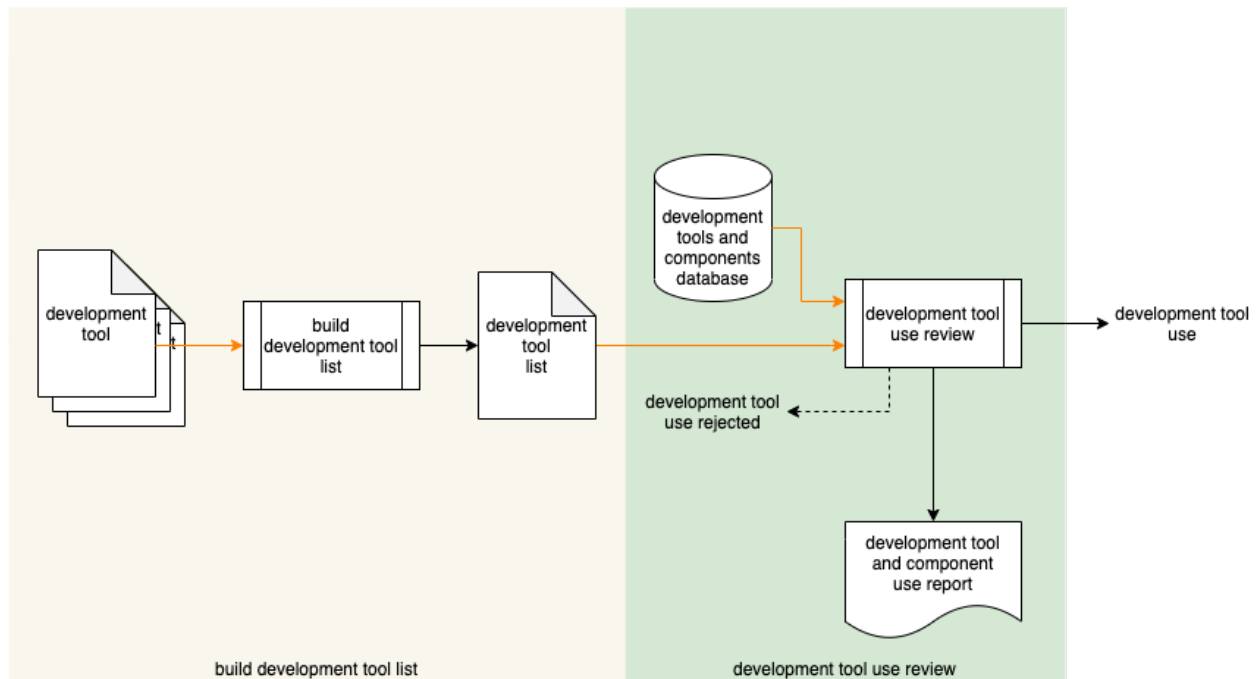 development
tool
t
t
build
development tool
list
development
tool
list
development
tools and
components
database
development tool
use review
development tool
use
development tool
use rejected
development tool
and component
use report
build development tool list
development tool use review